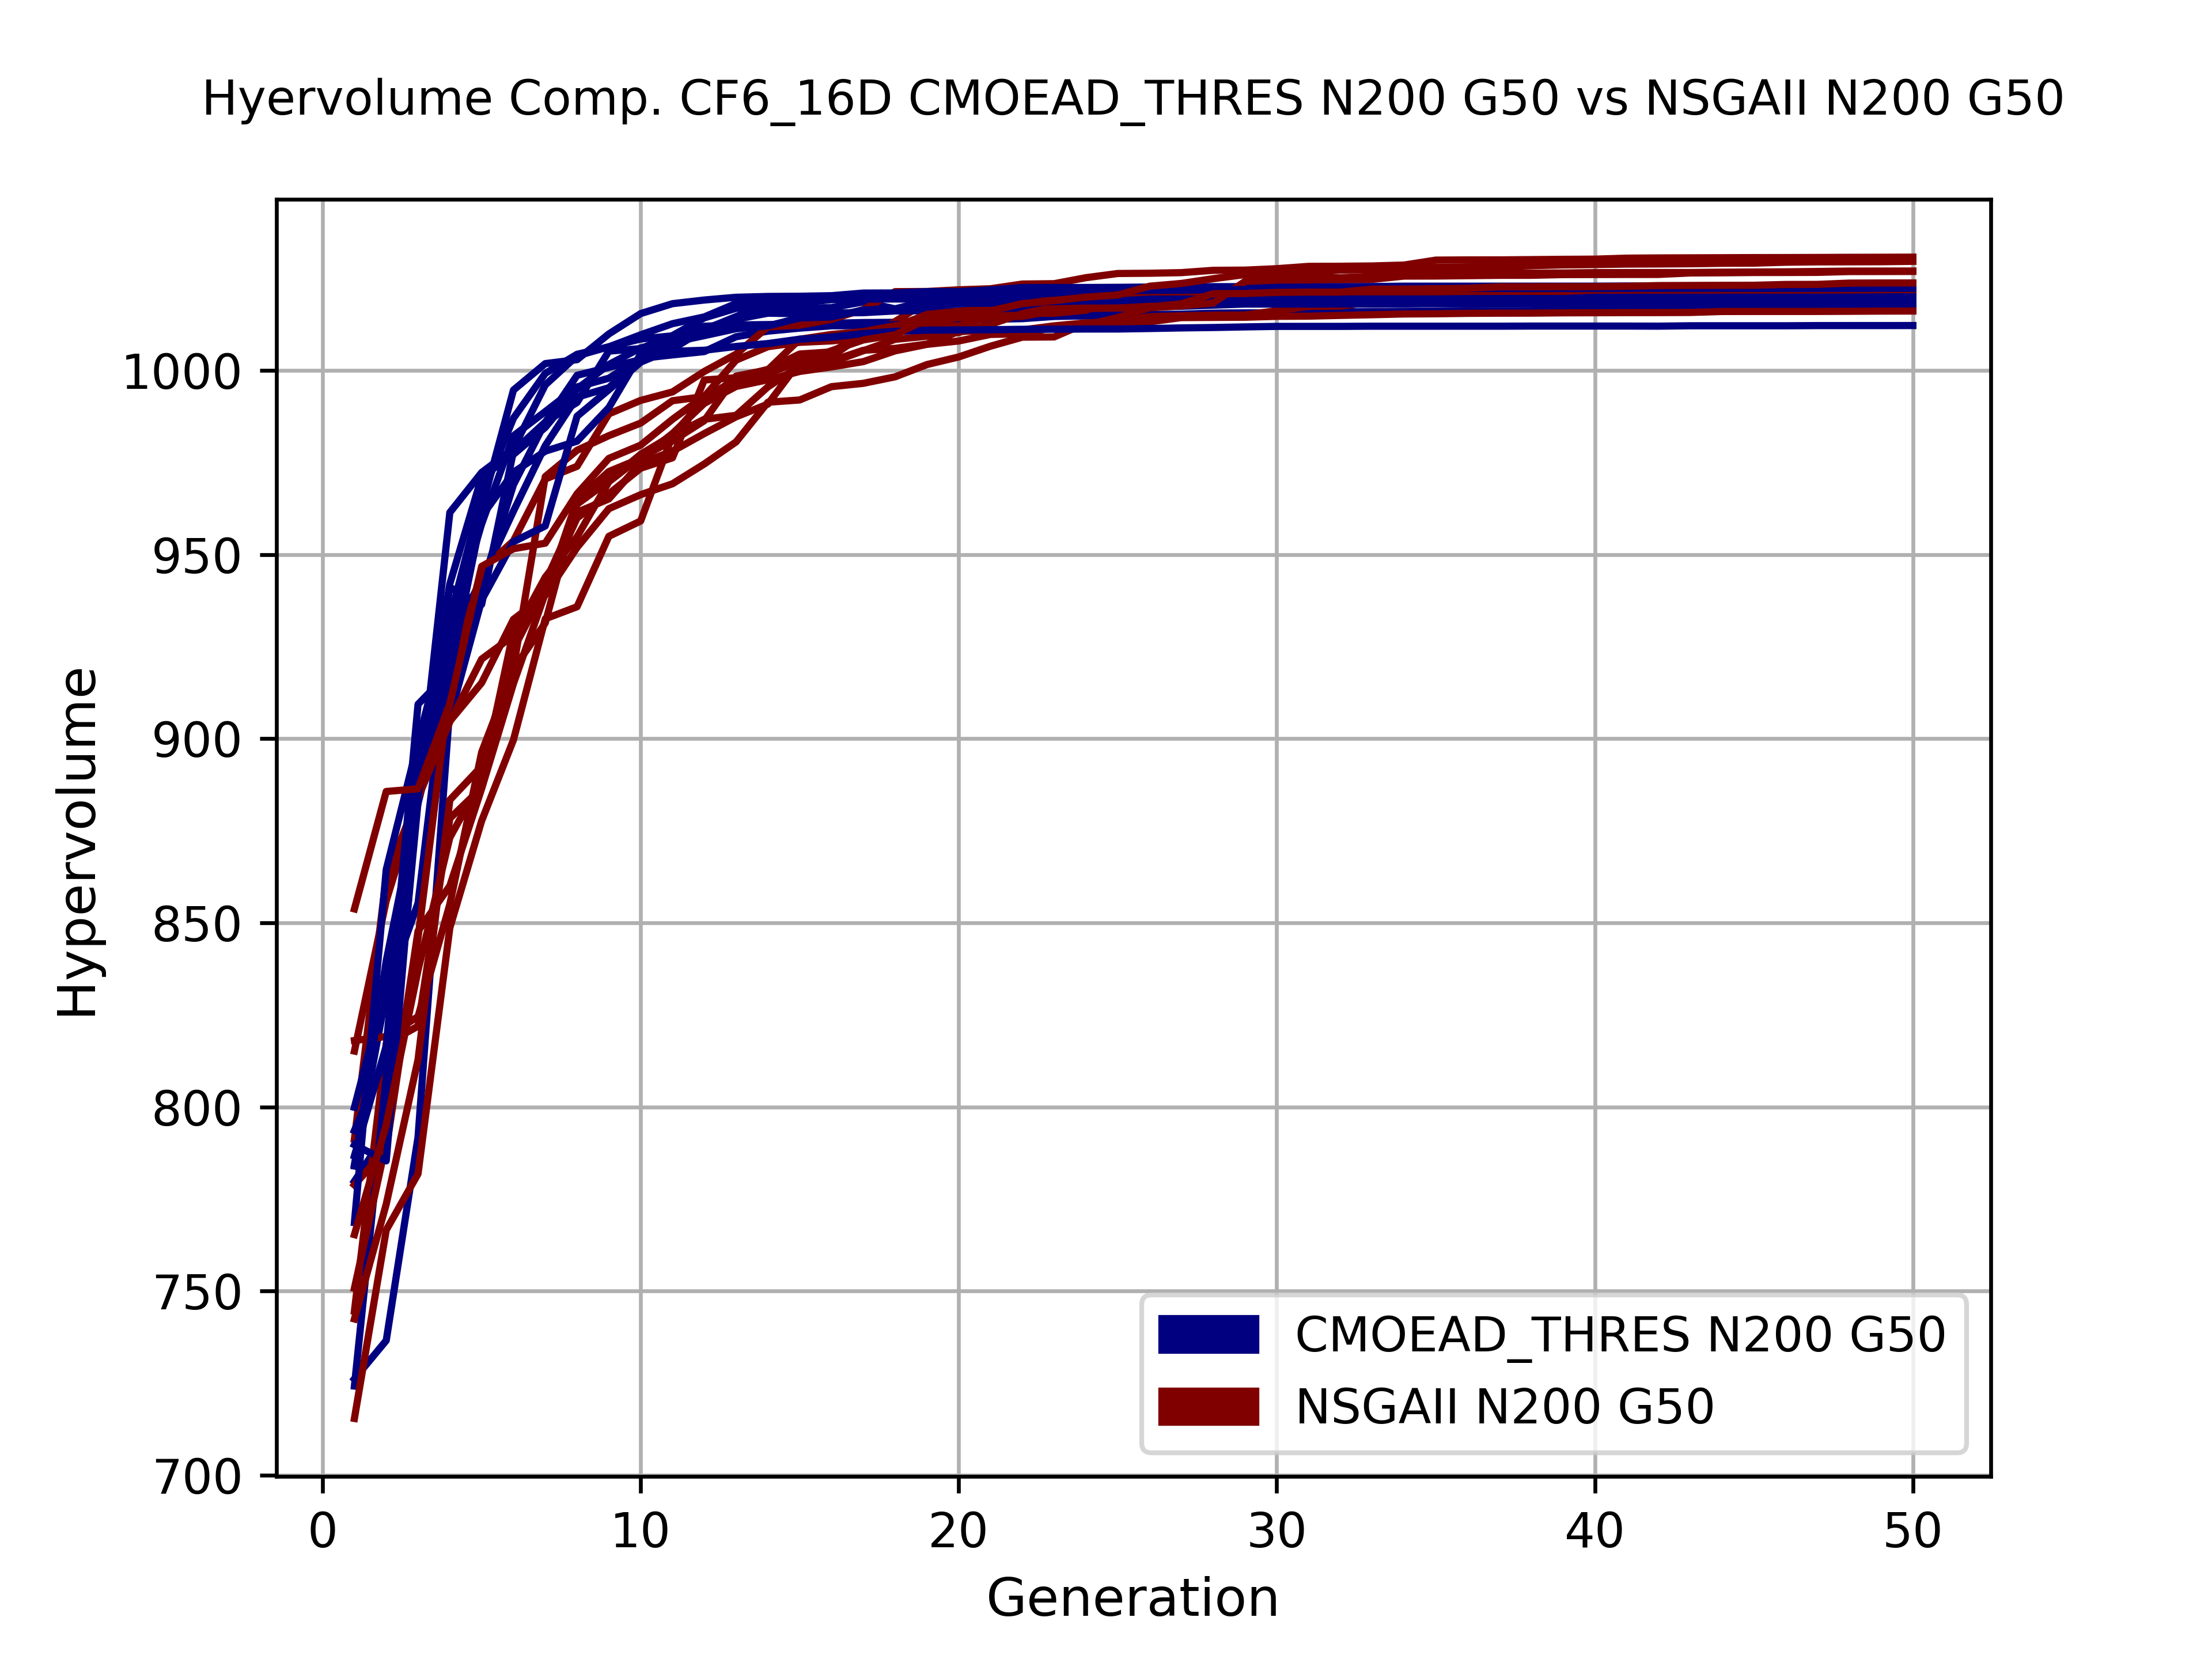 Hyervolume Comp. CF6_16D CMOEAD_THRES N200 G50 vs NSGAII N200 G50
Hypervolume
1000
950
900
850
800
750
700
0 10 20 30 40 50
Generation
CMOEAD_THRES N200 G50
NSGAII N200 G50